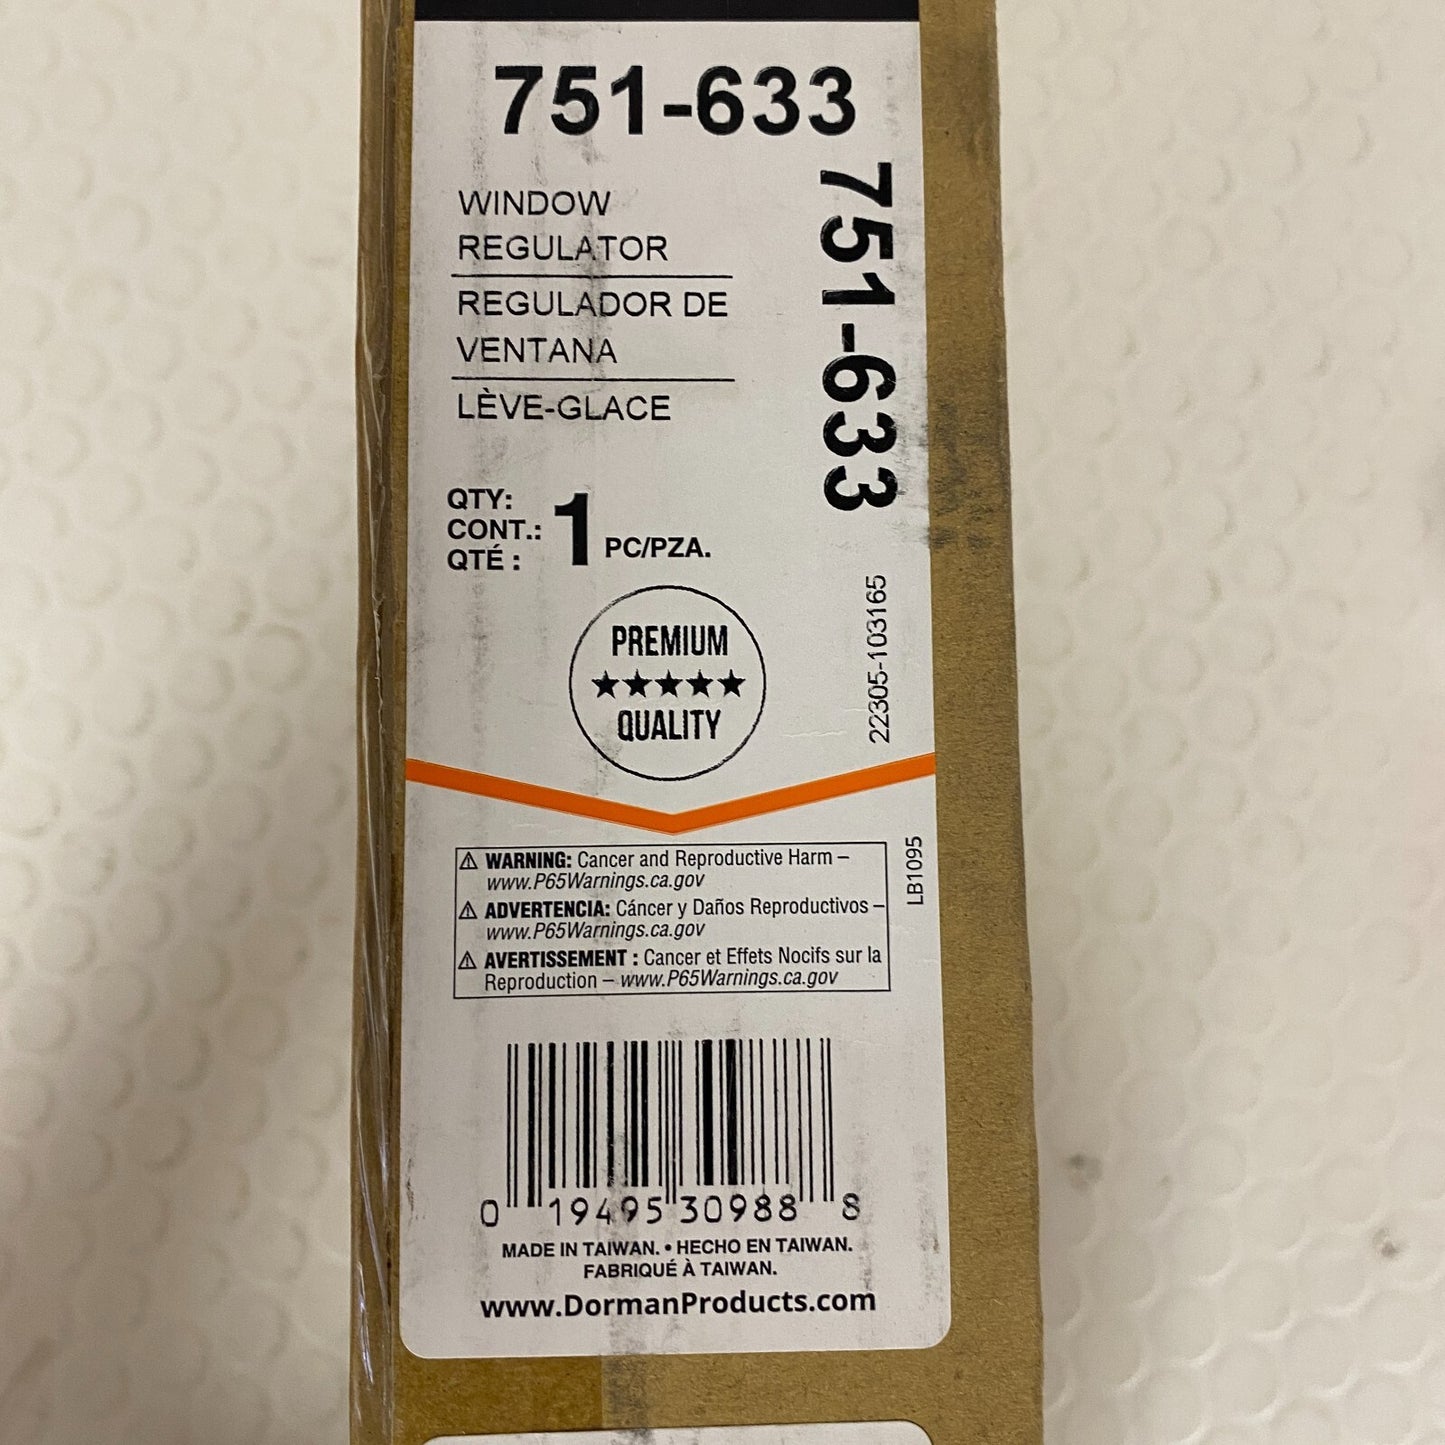 751-633
751-633
WINDOW
REGULATOR
REGULADOR DE
VENTANA
LÈVE-GLACE
QTY:
CONT.:
QTÉ :
1 PC/PZA.
PREMIUM
★★★★★
QUALITY
22305-103165
⚠ WARNING: Cancer and Reproductive Harm –
www.P65Warnings.ca.gov
⚠ ADVERTENCIA: Cáncer y Daños Reproductivos –
www.P65Warnings.ca.gov
⚠ AVERTISSEMENT : Cancer et Effets Nocifs sur la
Reproduction – www.P65Warnings.ca.gov
LB1095
0 19495 30988 8
MADE IN TAIWAN. • HECHO EN TAIWAN.
FABRIQUÉ À TAIWAN.
www.DormanProducts.com